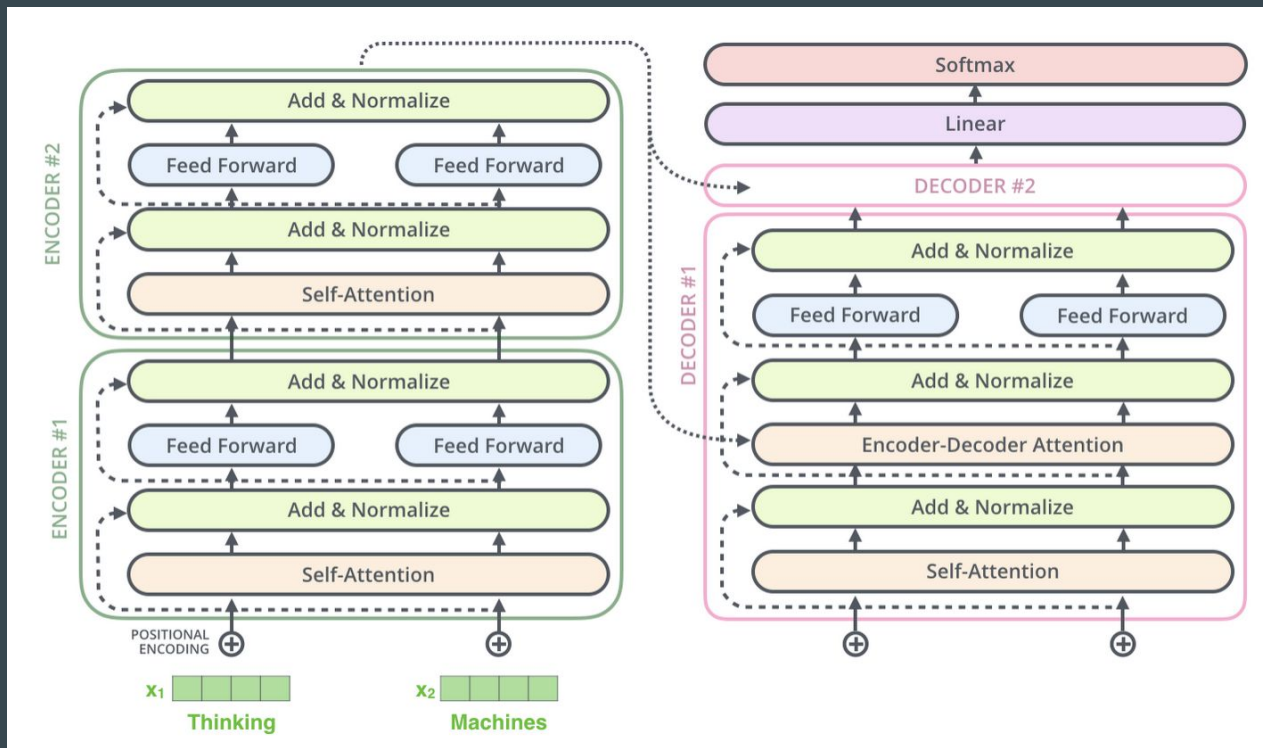 ENCODER #2
Add & Normalize
Feed Forward
Feed Forward
Add & Normalize
Self-Attention
ENCODER #1
Add & Normalize
Feed Forward
Feed Forward
Add & Normalize
Self-Attention
POSITIONAL
ENCODING
x₁
x₂
Thinking
Machines
Softmax
Linear
DECODER #2
DECODER #1
Add & Normalize
Feed Forward
Feed Forward
Add & Normalize
Encoder-Decoder Attention
Add & Normalize
Self-Attention